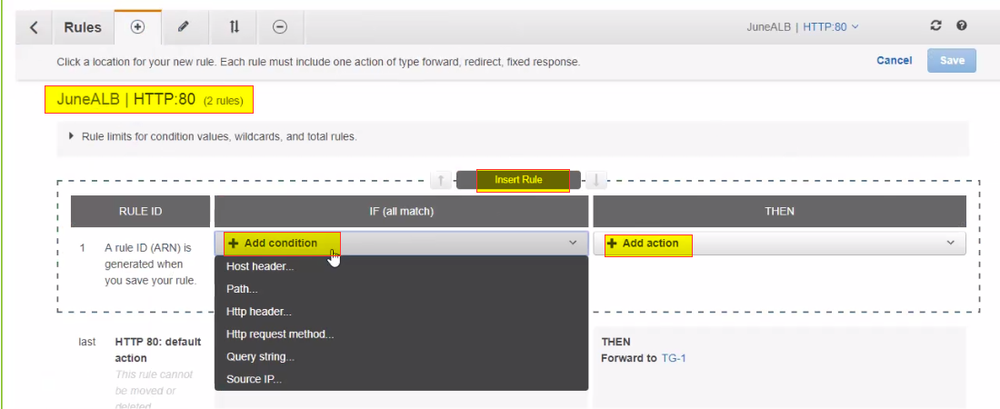 Rules
JuneALB | HTTP:80
Click a location for your new rule. Each rule must include one action of type forward, redirect, fixed response.
Cancel
Save
JuneALB | HTTP:80 (2 rules)
Rule limits for condition values, wildcards, and total rules.
Insert Rule
RULE ID
IF (all match)
THEN
1
A rule ID (ARN) is
generated when
you save your rule.
Add condition
Add action
Host header...
Path...
Http header...
Http request method...
Query string...
Source IP...
last
HTTP 80: default
action
This rule cannot
be moved or
deleted
THEN
Forward to TG-1